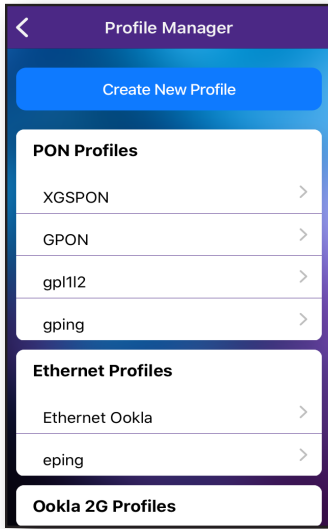 Profile Manager
Create New Profile
PON Profiles
XGSPON
GPON
gpl1l2
gping
Ethernet Profiles
Ethernet Ookla
eping
Ookla 2G Profiles